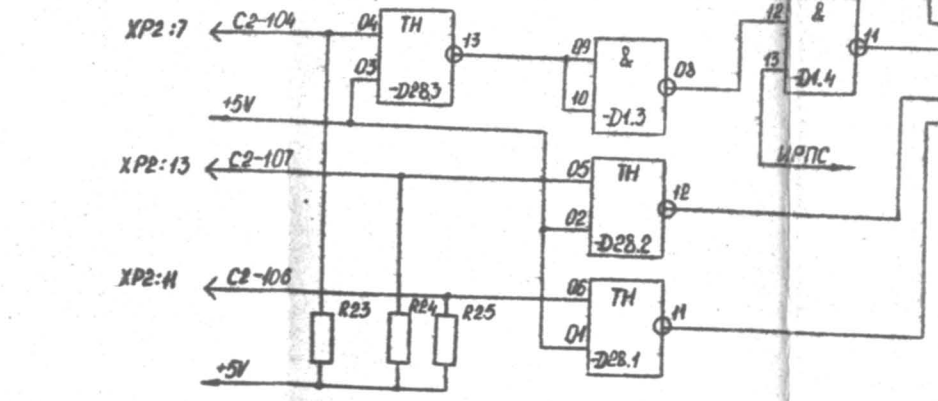 XP2:7 C2-104 04 TH 13 09 & 08 12 & 11
03 -D28.3 10 -D1.3 13 -D1.4
+5V ИРПС
XP2:13 C2-107 05 TH 12
02 -D28.2
XP2:11 C2-106 06 TH 11
R23 R24 R25 01 -D28.1
+5V